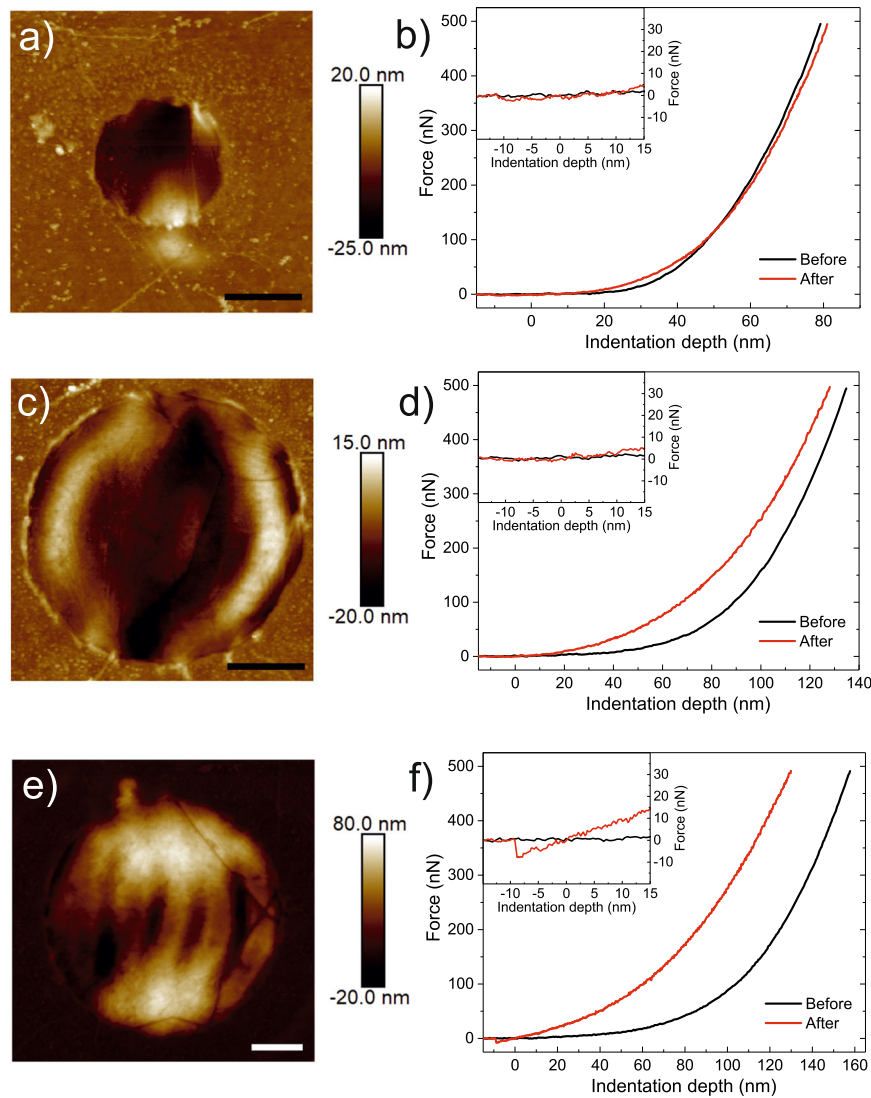 a)
20.0 nm
-25.0 nm
b)
500
400
300
200
100
0
Force (nN)
0 20 40 60 80
Indentation depth (nm)
Before
After
30
20
10
0
-10
Force (nN)
-10 -5 0 5 10 15
Indentation depth (nm)
c)
15.0 nm
-20.0 nm
d)
500
400
300
200
100
0
Force (nN)
0 20 40 60 80 100 120 140
Indentation depth (nm)
Before
After
30
20
10
0
-10
Force (nN)
-10 -5 0 5 10 15
Indentation depth (nm)
e)
80.0 nm
-20.0 nm
f)
500
400
300
200
100
0
Force (nN)
0 20 40 60 80 100 120 140 160
Indentation depth (nm)
Before
After
30
20
10
0
-10
Force (nN)
-10 -5 0 5 10 15
Indentation depth (nm)